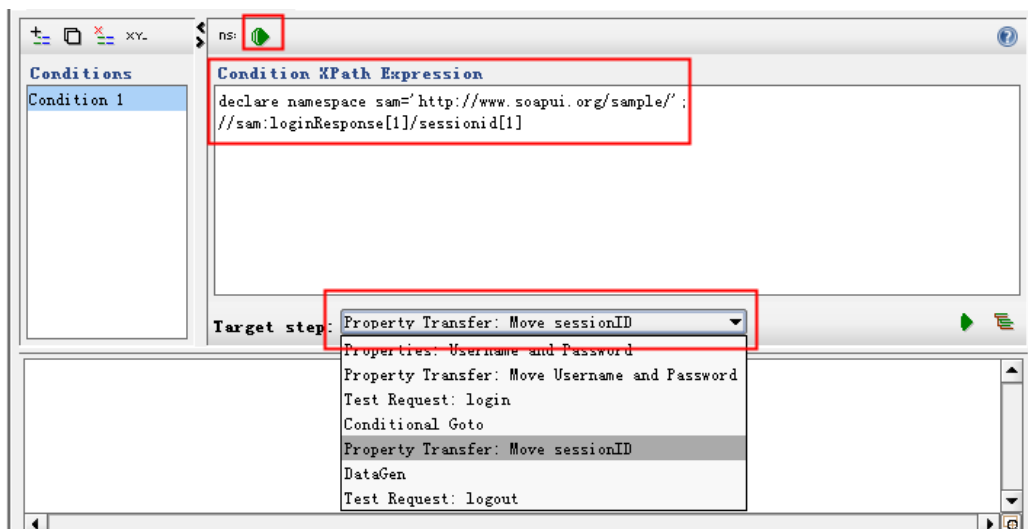 XY-
ns:
Conditions
Condition XPath Expression
Condition 1
declare namespace sam='http://www.soapui.org/sample/';
//sam:loginResponse[1]/sessionid[1]
Target step:
Property Transfer: Move sessionID
Properties: Username and Password
Property Transfer: Move Username and Password
Test Request: login
Conditional Goto
Property Transfer: Move sessionID
DataGen
Test Request: logout